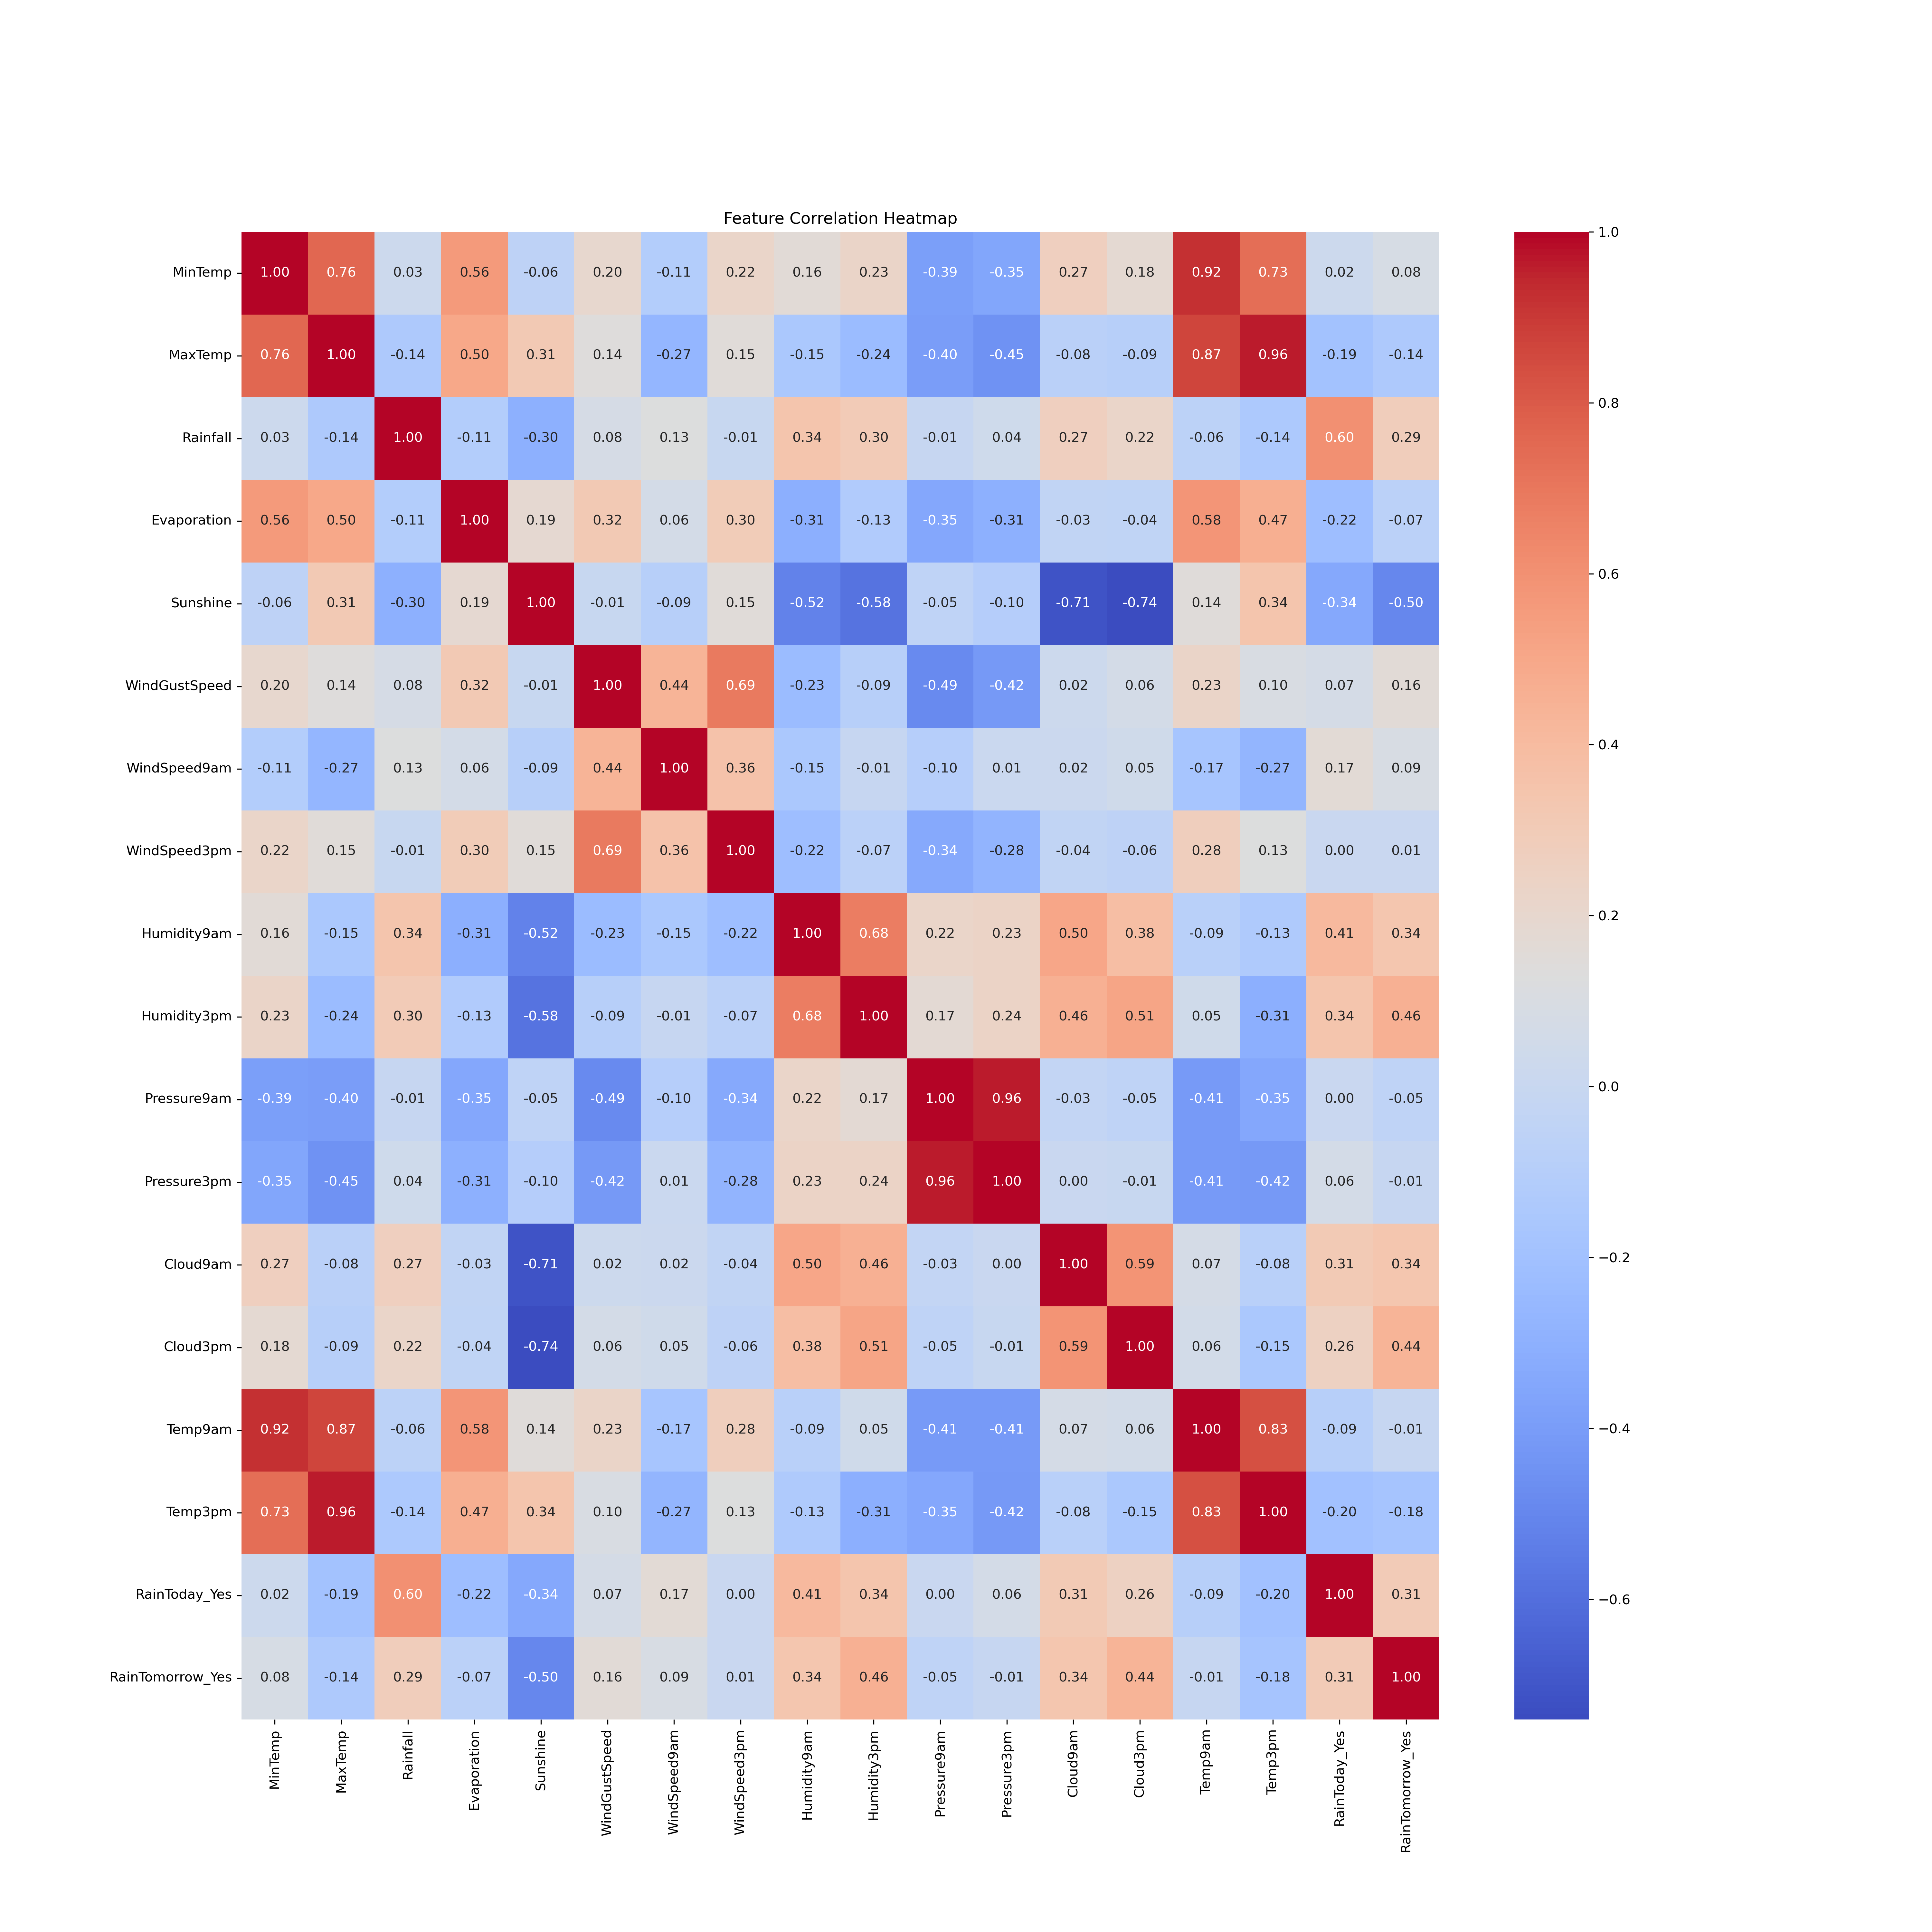 Feature Correlation Heatmap
MinTemp 1.00 0.76 0.03 0.56 -0.06 0.20 -0.11 0.22 0.16 0.23 -0.39 -0.35 0.27 0.18 0.92 0.73 0.02 0.08
MaxTemp 0.76 1.00 -0.14 0.50 0.31 0.14 -0.27 0.15 -0.15 -0.24 -0.40 -0.45 -0.08 -0.09 0.87 0.96 -0.19 -0.14
Rainfall 0.03 -0.14 1.00 -0.11 -0.30 0.08 0.13 -0.01 0.34 0.30 -0.01 0.04 0.27 0.22 -0.06 -0.14 0.60 0.29
Evaporation 0.56 0.50 -0.11 1.00 0.19 0.32 0.06 0.30 -0.31 -0.13 -0.35 -0.31 -0.03 -0.04 0.58 0.47 -0.22 -0.07
Sunshine -0.06 0.31 -0.30 0.19 1.00 -0.01 -0.09 0.15 -0.52 -0.58 -0.05 -0.10 -0.71 -0.74 0.14 0.34 -0.34 -0.50
WindGustSpeed 0.20 0.14 0.08 0.32 -0.01 1.00 0.44 0.69 -0.23 -0.09 -0.49 -0.42 0.02 0.06 0.23 0.10 0.07 0.16
WindSpeed9am -0.11 -0.27 0.13 0.06 -0.09 0.44 1.00 0.36 -0.15 -0.01 -0.10 0.01 0.02 0.05 -0.17 -0.27 0.17 0.09
WindSpeed3pm 0.22 0.15 -0.01 0.30 0.15 0.69 0.36 1.00 -0.22 -0.07 -0.34 -0.28 -0.04 -0.06 0.28 0.13 0.00 0.01
Humidity9am 0.16 -0.15 0.34 -0.31 -0.52 -0.23 -0.15 -0.22 1.00 0.68 0.22 0.23 0.50 0.38 -0.09 -0.13 0.41 0.34
Humidity3pm 0.23 -0.24 0.30 -0.13 -0.58 -0.09 -0.01 -0.07 0.68 1.00 0.17 0.24 0.46 0.51 0.05 -0.31 0.34 0.46
Pressure9am -0.39 -0.40 -0.01 -0.35 -0.05 -0.49 -0.10 -0.34 0.22 0.17 1.00 0.96 -0.03 -0.05 -0.41 -0.35 0.00 -0.05
Pressure3pm -0.35 -0.45 0.04 -0.31 -0.10 -0.42 0.01 -0.28 0.23 0.24 0.96 1.00 0.00 -0.01 -0.41 -0.42 0.06 -0.01
Cloud9am 0.27 -0.08 0.27 -0.03 -0.71 0.02 0.02 -0.04 0.50 0.46 -0.03 0.00 1.00 0.59 0.07 -0.08 0.31 0.34
Cloud3pm 0.18 -0.09 0.22 -0.04 -0.74 0.06 0.05 -0.06 0.38 0.51 -0.05 -0.01 0.59 1.00 0.06 -0.15 0.26 0.44
Temp9am 0.92 0.87 -0.06 0.58 0.14 0.23 -0.17 0.28 -0.09 0.05 -0.41 -0.41 0.07 0.06 1.00 0.83 -0.09 -0.01
Temp3pm 0.73 0.96 -0.14 0.47 0.34 0.10 -0.27 0.13 -0.13 -0.31 -0.35 -0.42 -0.08 -0.15 0.83 1.00 -0.20 -0.18
RainToday_Yes 0.02 -0.19 0.60 -0.22 -0.34 0.07 0.17 0.00 0.41 0.34 0.00 0.06 0.31 0.26 -0.09 -0.20 1.00 0.31
RainTomorrow_Yes 0.08 -0.14 0.29 -0.07 -0.50 0.16 0.09 0.01 0.34 0.46 -0.05 -0.01 0.34 0.44 -0.01 -0.18 0.31 1.00
MinTemp MaxTemp Rainfall Evaporation Sunshine WindGustSpeed WindSpeed9am WindSpeed3pm Humidity9am Humidity3pm Pressure9am Pressure3pm Cloud9am Cloud3pm Temp9am Temp3pm RainToday_Yes RainTomorrow_Yes
1.0
0.8
0.6
0.4
0.2
0.0
−0.2
−0.4
−0.6